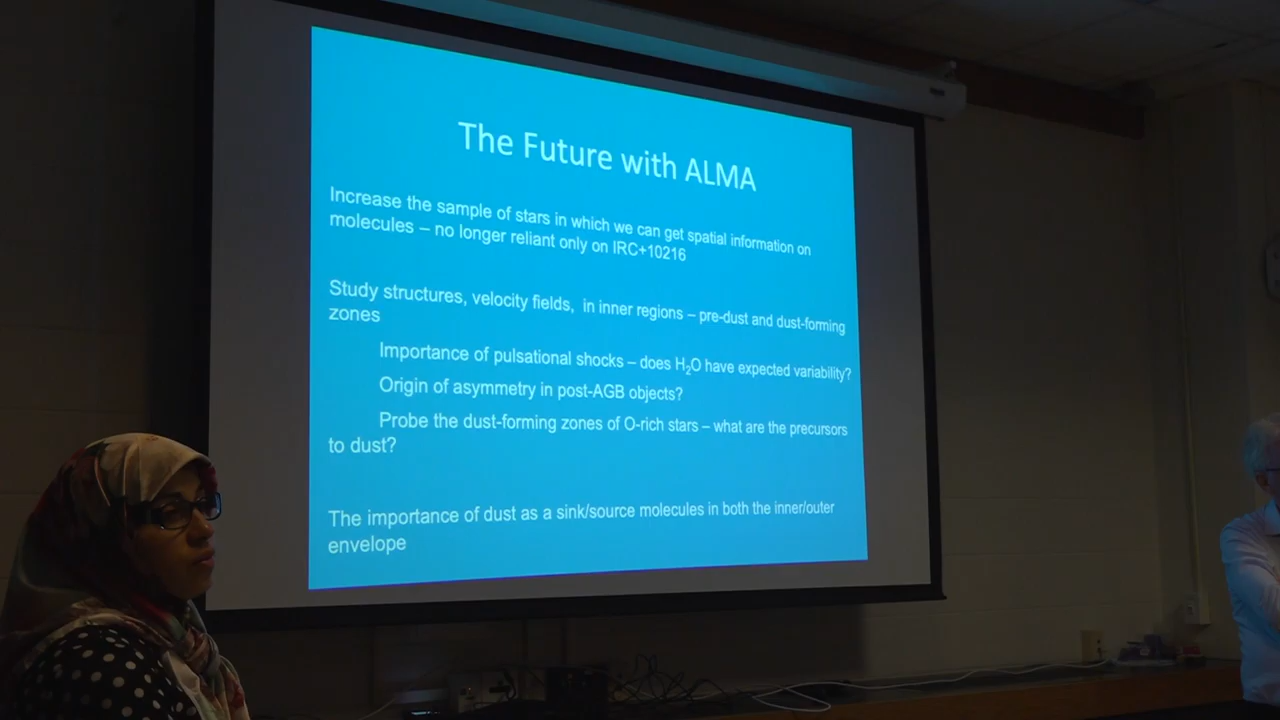 The Future with ALMA
Increase the sample of stars in which we can get spatial information on
molecules – no longer reliant only on IRC+10216
Study structures, velocity fields, in inner regions – pre-dust and dust-forming
zones
Importance of pulsational shocks – does H₂O have expected variability?
Origin of asymmetry in post-AGB objects?
Probe the dust-forming zones of O-rich stars – what are the precursors
to dust?
The importance of dust as a sink/source molecules in both the inner/outer
envelope